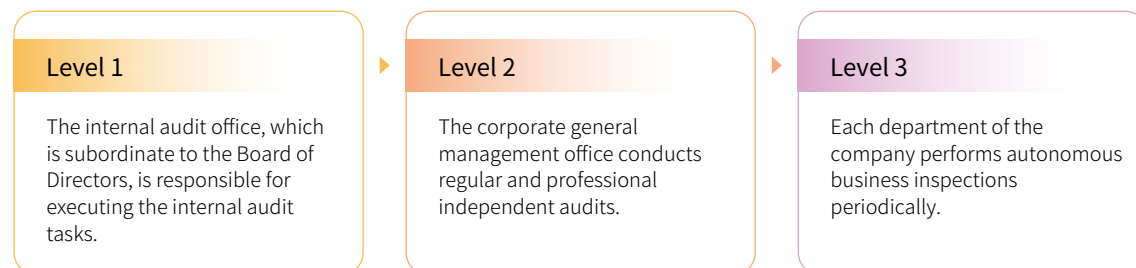 Level 1
The internal audit office, which
is subordinate to the Board of
Directors, is responsible for
executing the internal audit
tasks.
Level 2
The corporate general
management office conducts
regular and professional
independent audits.
Level 3
Each department of the
company performs autonomous
business inspections
periodically.